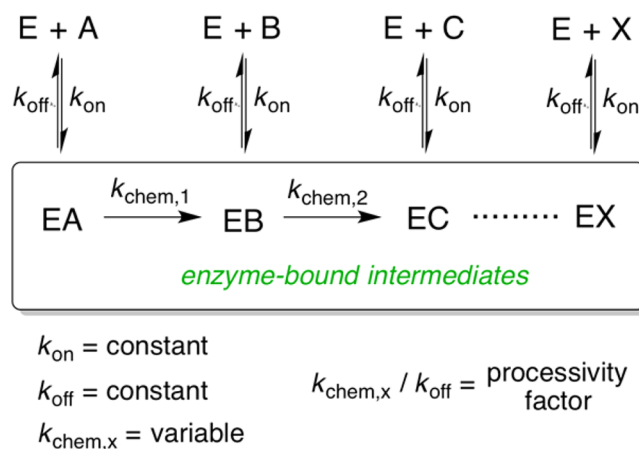 E + A E + B E + C E + X
koff kon koff kon koff kon koff kon
kchem,1 kchem,2
EA EB EC ········· EX
enzyme-bound intermediates
kon = constant
koff = constant
kchem.x = variable
kchem,x / koff = processivity
factor